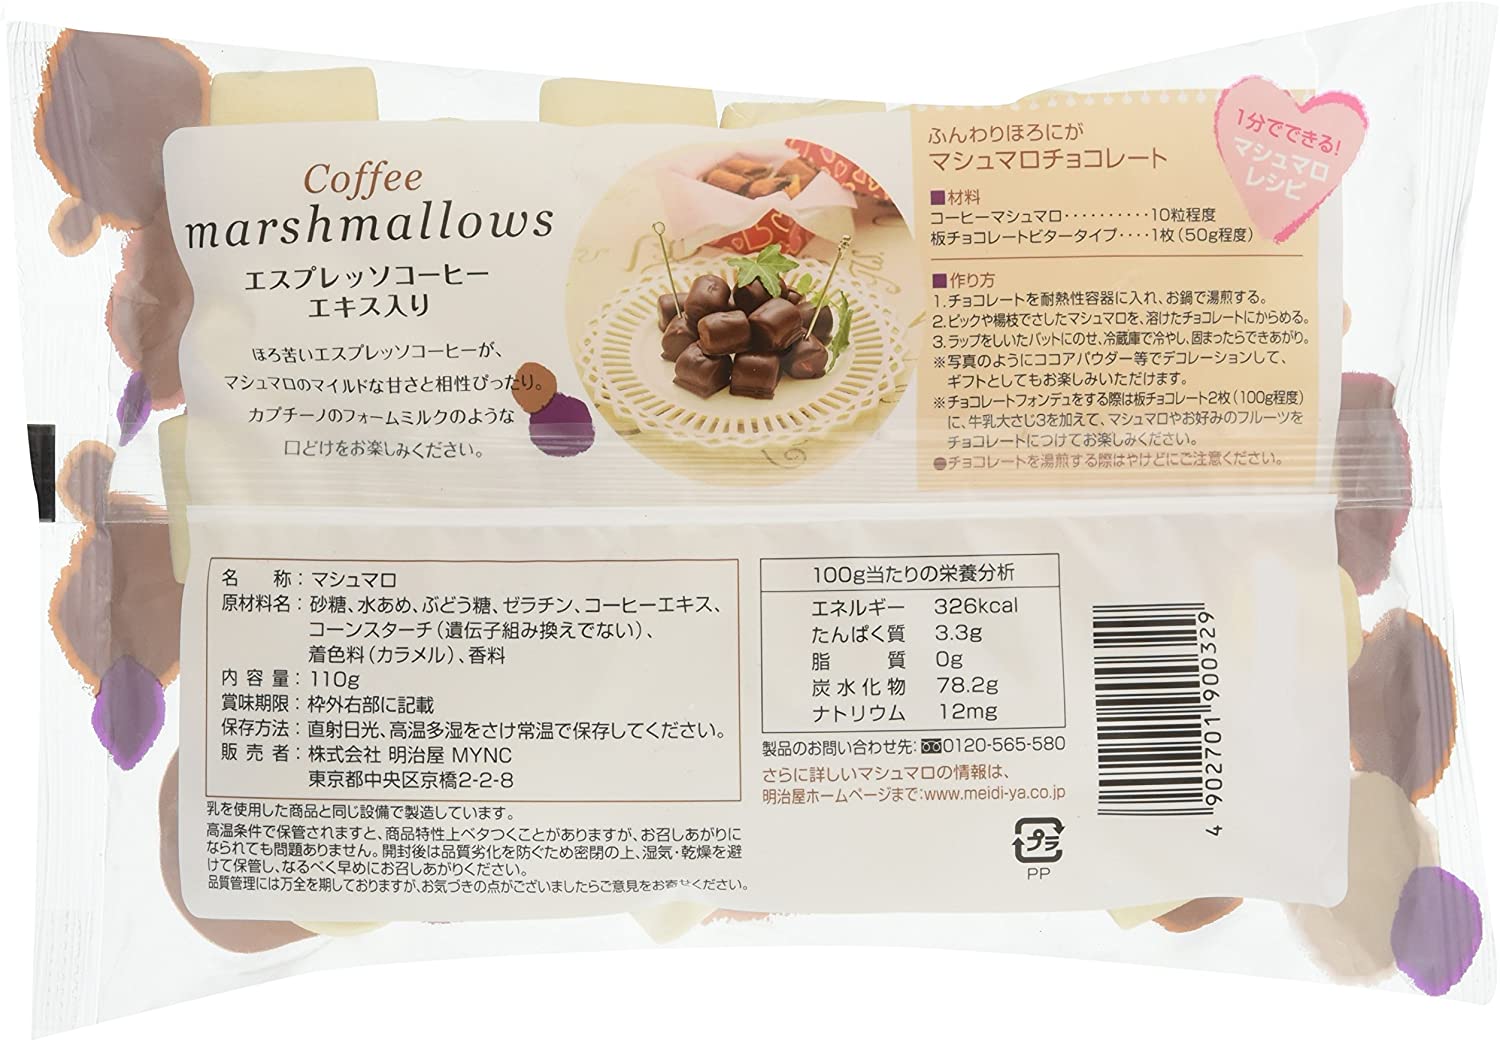 Coffee
marshmallows
エスプレッソコーヒー
エキス入り
ほろ苦いエスプレッソコーヒーが、
マシュマロのマイルドな甘さと相性ぴったり。
カプチーノのフォームミルクのような
口どけをお楽しみください。
ふんわりほろにが
マシュマロチョコレート
1分でできる!
マシュマロ
レシピ
■材料
コーヒーマシュマロ・・・・・・・・・・10粒程度
板チョコレートビタータイプ・・・・1枚(50g程度)
■作り方
1.チョコレートを耐熱性容器に入れ、お鍋で湯煎する。
2.ピックや楊枝でさしたマシュマロを、溶けたチョコレートにからめる。
3.ラップをしいたバットにのせ、冷蔵庫で冷やし、固まったらできあがり。
※写真のようにココアパウダー等でデコレーションして、
ギフトとしてもお楽しみいただけます。
※チョコレートフォンデュをする際は板チョコレート2枚(100g程度)
に、牛乳大さじ3を加えて、マシュマロやお好みのフルーツを
チョコレートにつけてお楽しみください。
●チョコレートを湯煎する際はやけどにご注意ください。
名称:マシュマロ
原材料名:砂糖、水あめ、ぶどう糖、ゼラチン、コーヒーエキス、
コーンスターチ(遺伝子組み換えでない)、
着色料(カラメル)、香料
内容量:110g
賞味期限:枠外右部に記載
保存方法:直射日光、高温多湿をさけ常温で保存してください。
販売者:株式会社 明治屋 MYNC
東京都中央区京橋2-2-8
乳を使用した商品と同じ設備で製造しています。
高温条件で保管されますと、商品特性上ベタつくことがありますが、お召しあがりに
なられても問題ありません。開封後は品質劣化を防ぐため密閉の上、湿気・乾燥を避
けて保管し、なるべく早めにお召しあがりください。
品質管理には万全を期しておりますが、お気づきの点がございましたらご意見をお寄せください。
100g当たりの栄養分析
エネルギー 326kcal
たんぱく質 3.3g
脂質 0g
炭水化物 78.2g
ナトリウム 12mg
製品のお問い合わせ先:0120-565-580
さらに詳しいマシュマロの情報は、
明治屋ホームページまで:www.meidi-ya.co.jp
プラ
PP
4 902701 900329